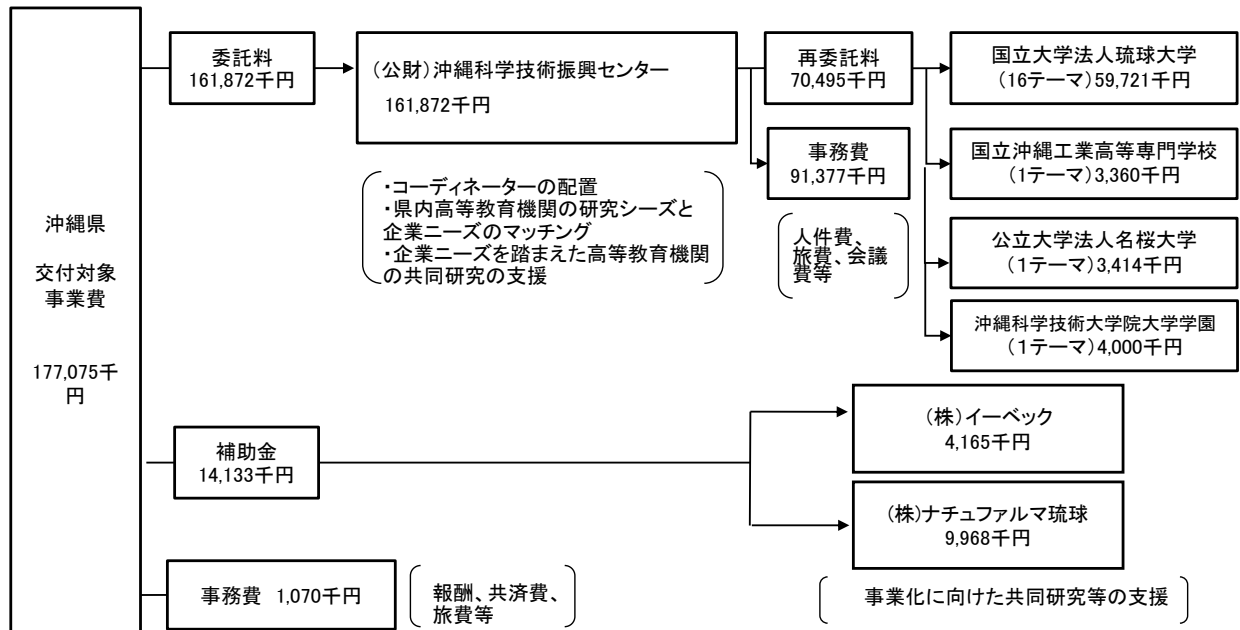 沖縄県
交付対象
事業費
177,075千
円
委託料
161,872千円
(公財)沖縄科学技術振興センター
161,872千円
・コーディネーターの配置
・県内高等教育機関の研究シーズと
企業ニーズのマッチング
・企業ニーズを踏まえた高等教育機関
の共同研究の支援
再委託料
70,495千円
事務費
91,377千円
人件費、
旅費、会議
費等
国立大学法人琉球大学
(16テーマ)59,721千円
国立沖縄工業高等専門学校
(1テーマ)3,360千円
公立大学法人名桜大学
(1テーマ)3,414千円
沖縄科学技術大学院大学学園
(1テーマ)4,000千円
補助金
14,133千円
(株)イーベック
4,165千円
(株)ナチュファルマ琉球
9,968千円
事業化に向けた共同研究等の支援
事務費 1,070千円
報酬、共済費、
旅費等